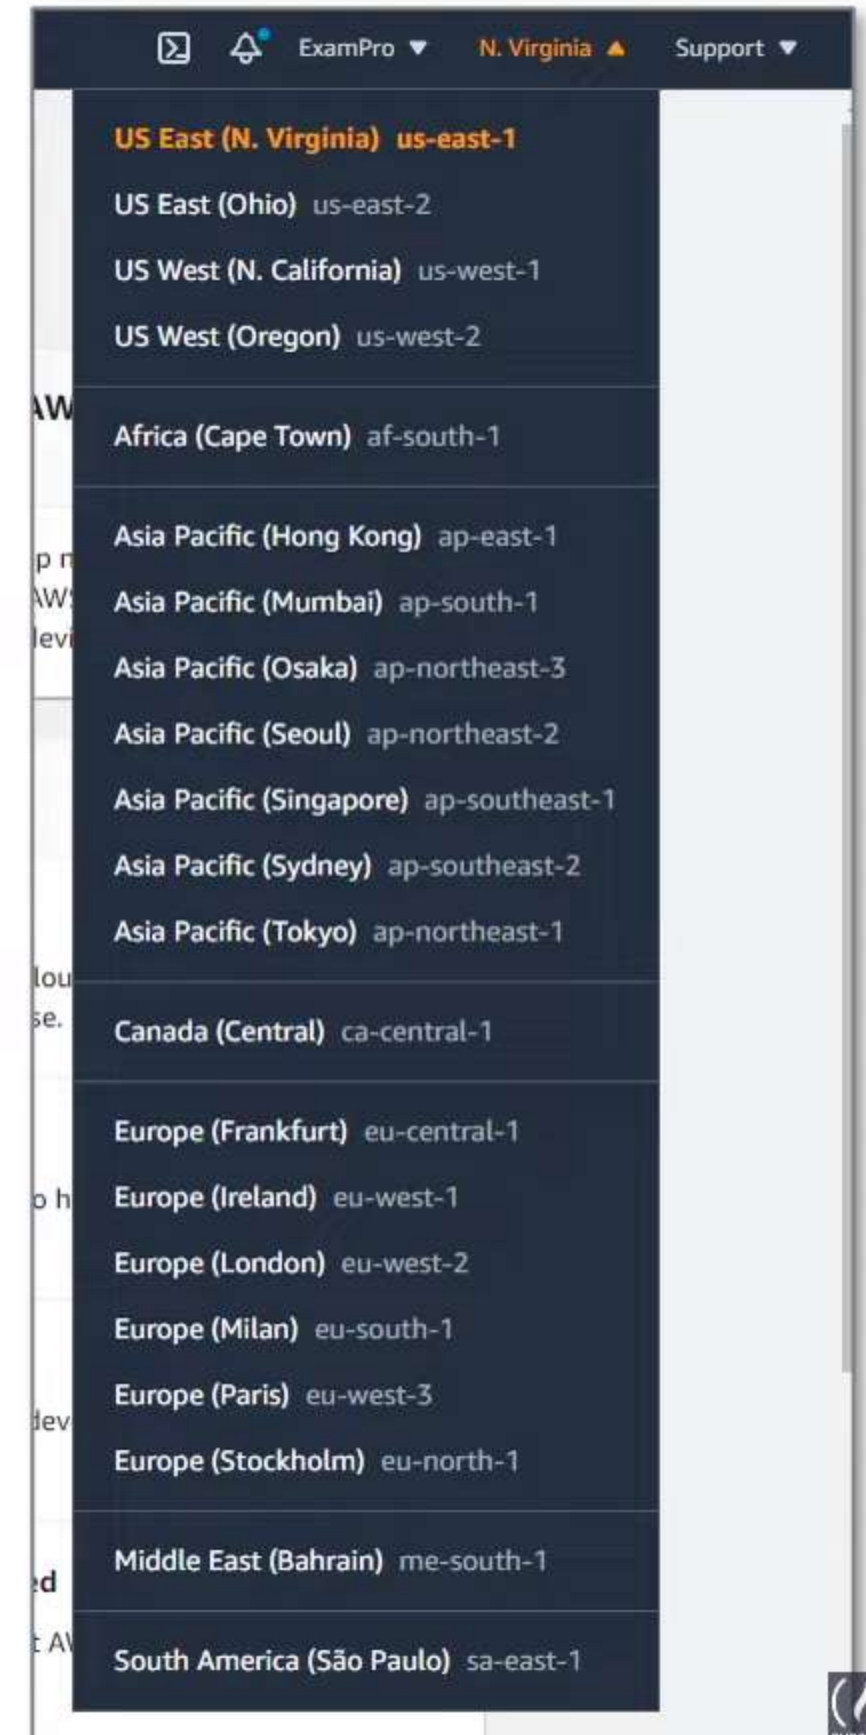 ExamPro N. Virginia Support
US East (N. Virginia) us-east-1
US East (Ohio) us-east-2
US West (N. California) us-west-1
US West (Oregon) us-west-2
Africa (Cape Town) af-south-1
Asia Pacific (Hong Kong) ap-east-1
Asia Pacific (Mumbai) ap-south-1
Asia Pacific (Osaka) ap-northeast-3
Asia Pacific (Seoul) ap-northeast-2
Asia Pacific (Singapore) ap-southeast-1
Asia Pacific (Sydney) ap-southeast-2
Asia Pacific (Tokyo) ap-northeast-1
Canada (Central) ca-central-1
Europe (Frankfurt) eu-central-1
Europe (Ireland) eu-west-1
Europe (London) eu-west-2
Europe (Milan) eu-south-1
Europe (Paris) eu-west-3
Europe (Stockholm) eu-north-1
Middle East (Bahrain) me-south-1
South America (São Paulo) sa-east-1